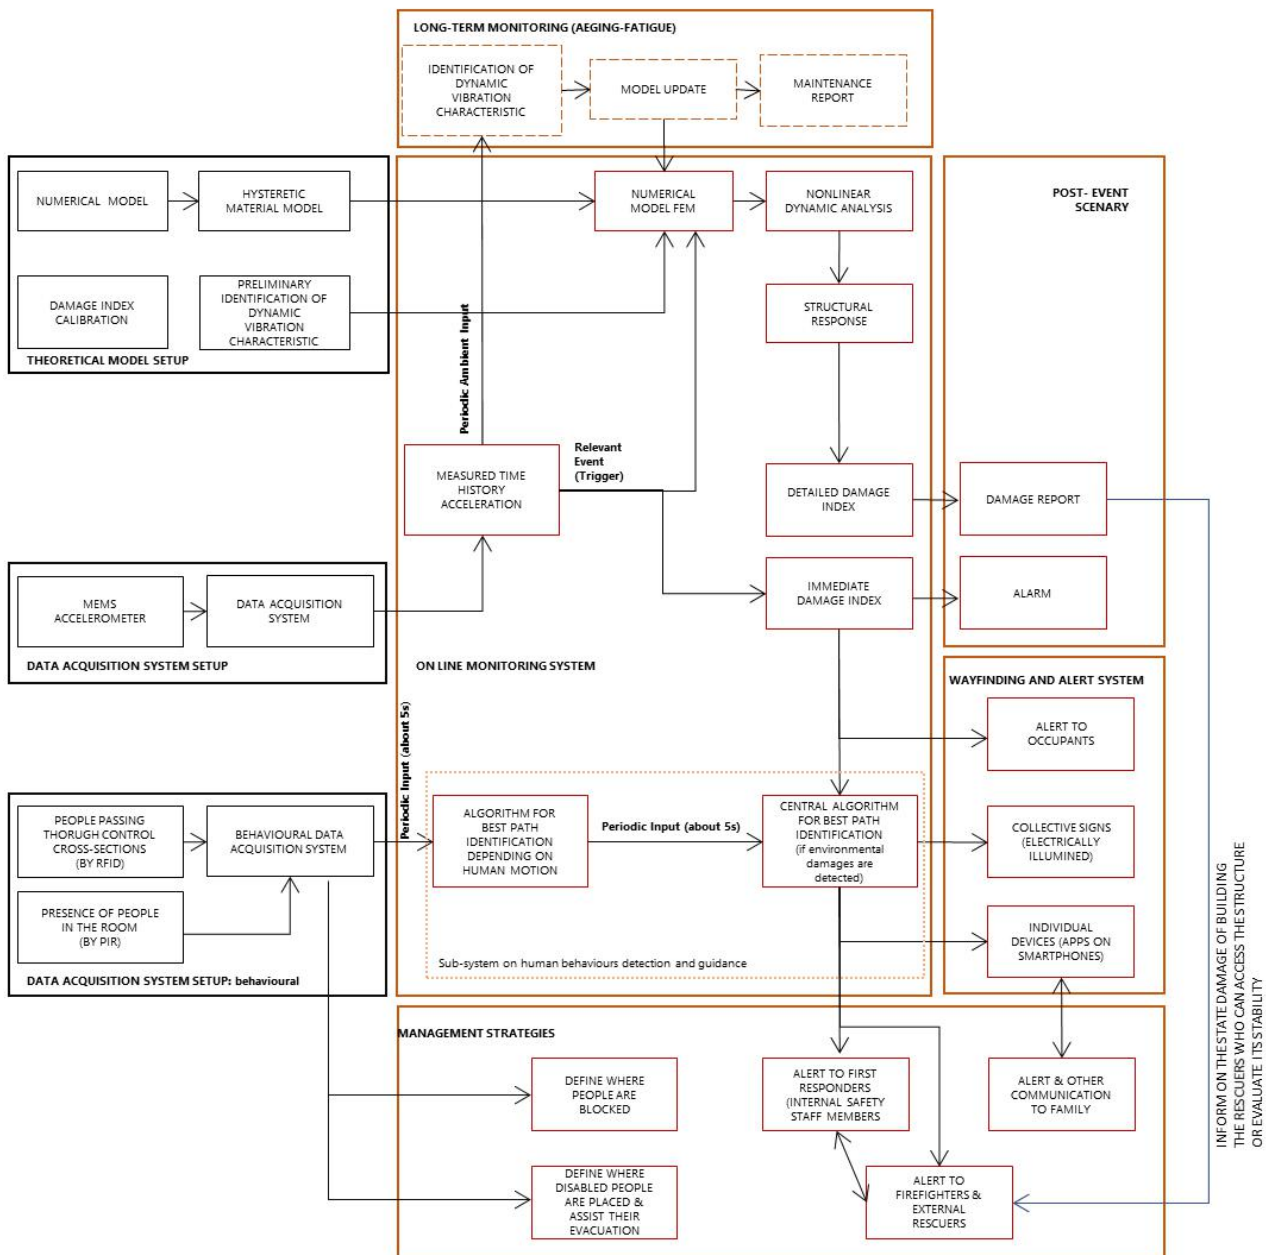 LONG-TERM MONITORING (AEGING-FATIGUE)
IDENTIFICATION OF
DYNAMIC
VIBRATION
CHARACTERISTIC
MODEL UPDATE
MAINTENANCE
REPORT
NUMERICAL MODEL
HYSTERETIC
MATERIAL MODEL
DAMAGE INDEX
CALIBRATION
PRELIMINARY
IDENTIFICATION OF
DYNAMIC
VIBRATION
CHARACTERISTIC
THEORETICAL MODEL SETUP
NUMERICAL
MODEL FEM
NONLINEAR
DYNAMIC ANALYSIS
STRUCTURAL
RESPONSE
POST- EVENT
SCENARY
Periodic Ambient Input
MEASURED TIME
HISTORY
ACCELERATION
Relevant
Event
(Trigger)
DETAILED DAMAGE
INDEX
DAMAGE REPORT
IMMEDIATE
DAMAGE INDEX
ALARM
MEMS
ACCELEROMETER
DATA ACQUISITION
SYSTEM
DATA ACQUISITION SYSTEM SETUP
ON LINE MONITORING SYSTEM
WAYFINDING AND ALERT SYSTEM
ALERT TO
OCCUPANTS
COLLECTIVE SIGNS
(ELECTRICALLY
ILLUMINED)
INDIVIDUAL
DEVICES (APPS ON
SMARTPHONES)
PEOPLE PASSING
THORUGH CONTROL
CROSS-SECTIONS
(BY RFID)
BEHAVIOURAL DATA
ACQUISITION SYSTEM
PRESENCE OF PEOPLE
IN THE ROOM
(BY PIR)
DATA ACQUISITION SYSTEM SETUP: behavioural
Periodic Input (about 5s)
ALGORITHM FOR
BEST PATH
IDENTIFICATION
DEPENDING ON
HUMAN MOTION
Periodic Input (about 5s)
CENTRAL ALGORITHM
FOR BEST PATH
IDENTIFICATION
(if environmental
damages are
detected)
Sub-system on human behaviours detection and guidance
MANAGEMENT STRATEGIES
DEFINE WHERE
PEOPLE ARE
BLOCKED
DEFINE WHERE
DISABLED PEOPLE
ARE PLACED &
ASSIST THEIR
EVACUATION
ALERT TO FIRST
RESPONDERS
(INTERNAL SAFETY
STAFF MEMBERS
ALERT & OTHER
COMMUNICATION
TO FAMILY
ALERT TO
FIREFIGHTERS &
EXTERNAL
RESCUERS
INFORM ON THE STATE DAMAGE OF BUILDING
THE RESCUERS WHO CAN ACCESS THE STRUCTURE
OR EVALUATE ITS STABILITY